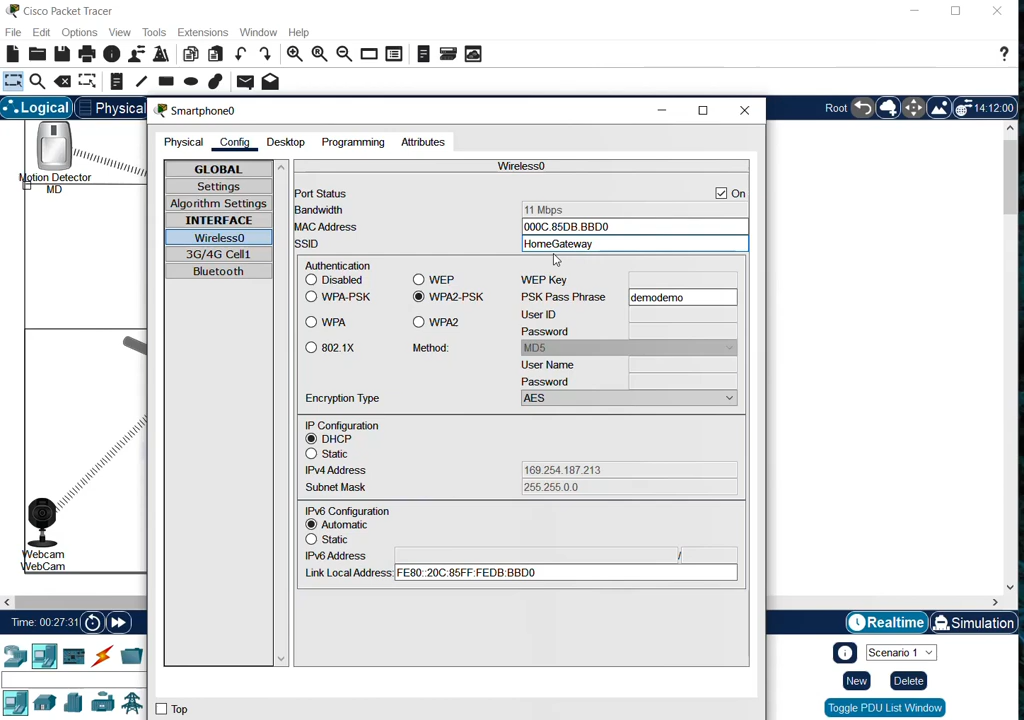 Cisco Packet Tracer
File Edit Options View Tools Extensions Window Help
?
Logical Physical Root 14:12:00
Smartphone0
Motion Detector
MD
Physical Config Desktop Programming Attributes
GLOBAL
Settings
Algorithm Settings
INTERFACE
Wireless0
3G/4G Cell1
Bluetooth
Wireless0
Port Status On
Bandwidth 11 Mbps
MAC Address 000C.85DB.BBD0
SSID HomeGateway
Authentication
Disabled WEP WEP Key
WPA-PSK WPA2-PSK PSK Pass Phrase demodemo
User ID
WPA WPA2 Password
802.1X Method: MD5
User Name
Password
Encryption Type AES
IP Configuration
DHCP
Static
IPv4 Address 169.254.187.213
Subnet Mask 255.255.0.0
IPv6 Configuration
Automatic
Static
IPv6 Address /
Link Local Address: FE80::20C:85FF:FEDB:BBD0
Webcam
WebCam
Time: 00:27:31 Realtime Simulation
Scenario 1
New Delete
Toggle PDU List Window
Top